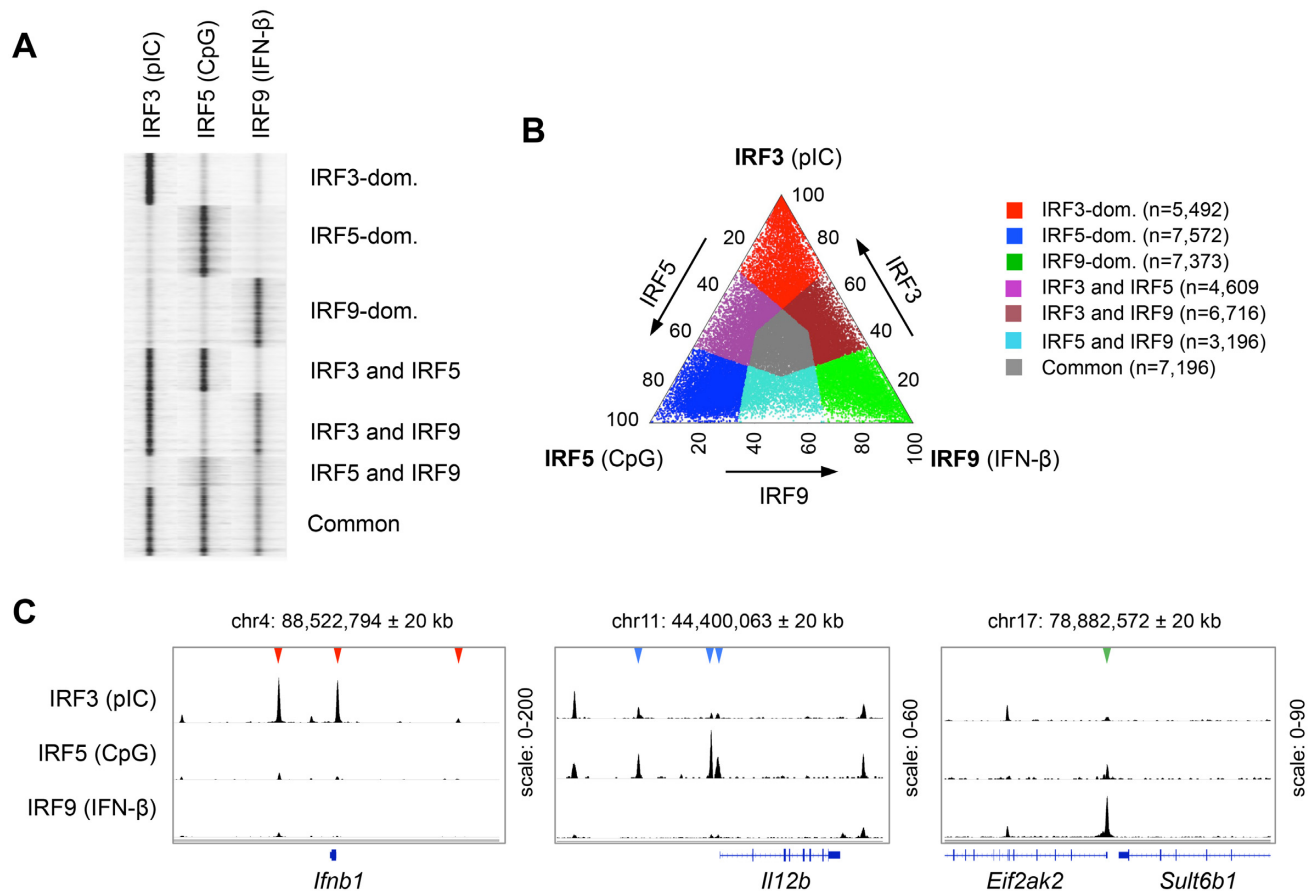 A
IRF3 (pIC)
IRF5 (CpG)
IRF9 (IFN-β)
IRF3-dom.
IRF5-dom.
IRF9-dom.
IRF3 and IRF5
IRF3 and IRF9
IRF5 and IRF9
Common
B
IRF3 (pIC)
100
20
80
IRF5
IRF3
40
60
60
40
80
20
100
20
40
60
80
100
IRF5 (CpG)
IRF9 (IFN-β)
IRF9
IRF3-dom. (n=5,492)
IRF5-dom. (n=7,572)
IRF9-dom. (n=7,373)
IRF3 and IRF5 (n=4,609
IRF3 and IRF9 (n=6,716)
IRF5 and IRF9 (n=3,196)
Common (n=7,196)
C
chr4: 88,522,794 ± 20 kb
chr11: 44,400,063 ± 20 kb
chr17: 78,882,572 ± 20 kb
IRF3 (pIC)
IRF5 (CpG)
IRF9 (IFN-β)
scale: 0-200
scale: 0-60
scale: 0-90
Ifnb1
Il12b
Eif2ak2
Sult6b1